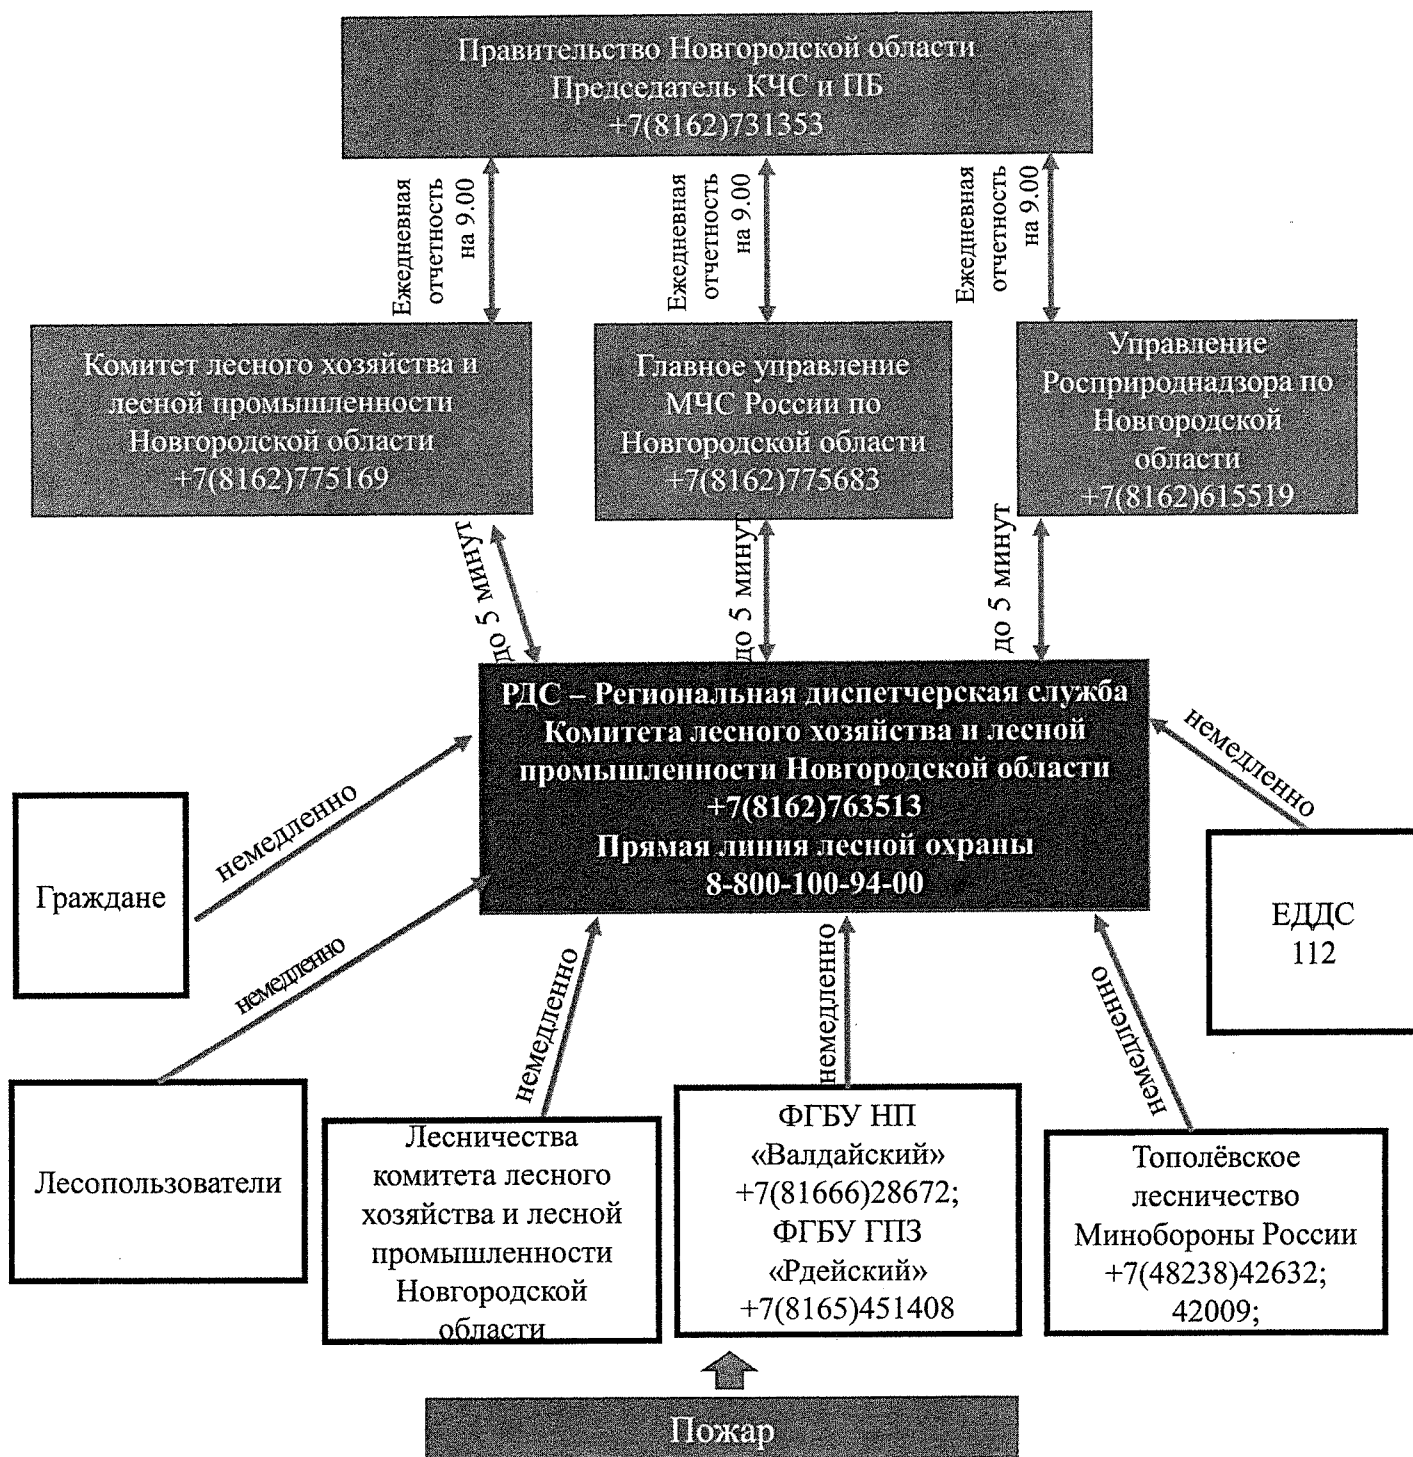 Правительство Новгородской области
Председатель КЧС и ПБ
+7(8162)731353
Ежедневная
отчетность
на 9.00
Ежедневная
отчетность
на 9.00
Ежедневная
отчетность
на 9.00
Комитет лесного хозяйства и
лесной промышленности
Новгородской области
+7(8162)775169
Главное управление
МЧС России по
Новгородской области
+7(8162)775683
Управление
Росприроднадзора по
Новгородской
области
+7(8162)615519
до 5 минут
до 5 минут
до 5 минут
РДС – Региональная диспетчерская служба
Комитета лесного хозяйства и лесной
промышленности Новгородской области
+7(8162)763513
Прямая линия лесной охраны
8-800-100-94-00
немедленно
немедленно
Граждане
ЕДДС
112
немедленно
немедленно
немедленно
немедленно
Лесопользователи
Лесничества
комитета лесного
хозяйства и лесной
промышленности
Новгородской
области
ФГБУ НП
«Валдайский»
+7(81666)28672;
ФГБУ ГПЗ
«Рдейский»
+7(8165)451408
Тополёвское
лесничество
Минобороны России
+7(48238)42632;
42009;
Пожар